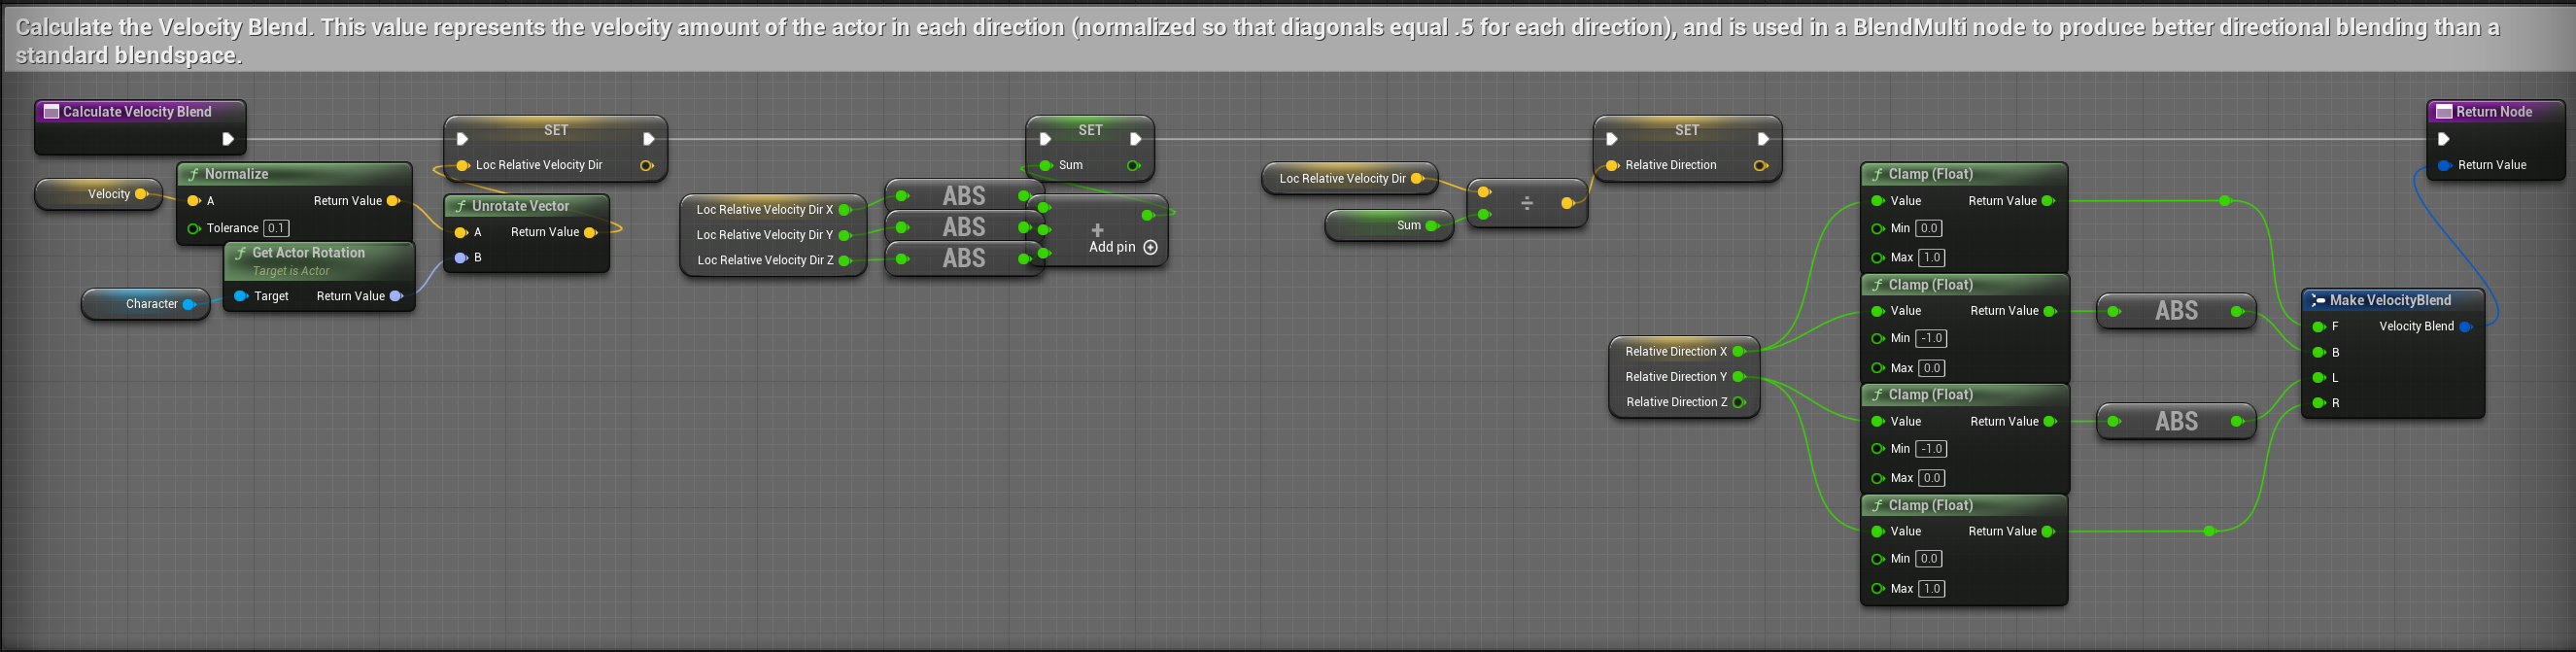 Calculate the Velocity Blend. This value represents the velocity amount of the actor in each direction (normalized so that diagonals equal .5 for each direction), and is used in a BlendMulti node to produce better directional blending than a
standard blendspace.
Calculate Velocity Blend
Velocity
Normalize
A
Return Value
Tolerance 0.1
Get Actor Rotation
Target is Actor
Target
Return Value
Character
SET
Loc Relative Velocity Dir
Unrotate Vector
A
Return Value
B
Loc Relative Velocity Dir X
Loc Relative Velocity Dir Y
Loc Relative Velocity Dir Z
ABS
ABS
ABS
SET
Sum
+
Add pin
Loc Relative Velocity Dir
Sum
÷
SET
Relative Direction
Relative Direction X
Relative Direction Y
Relative Direction Z
Clamp (Float)
Value
Return Value
Min 0.0
Max 1.0
Clamp (Float)
Value
Return Value
Min -1.0
Max 0.0
Clamp (Float)
Value
Return Value
Min -1.0
Max 0.0
Clamp (Float)
Value
Return Value
Min 0.0
Max 1.0
ABS
ABS
Make VelocityBlend
F
Velocity Blend
B
L
R
Return Node
Return Value